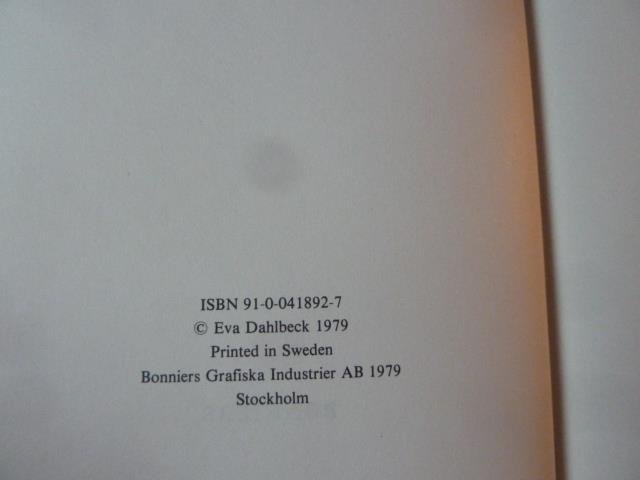 ISBN 91-0-041892-7
© Eva Dahlbeck 1979
Printed in Sweden
Bonniers Grafiska Industrier AB 1979
Stockholm